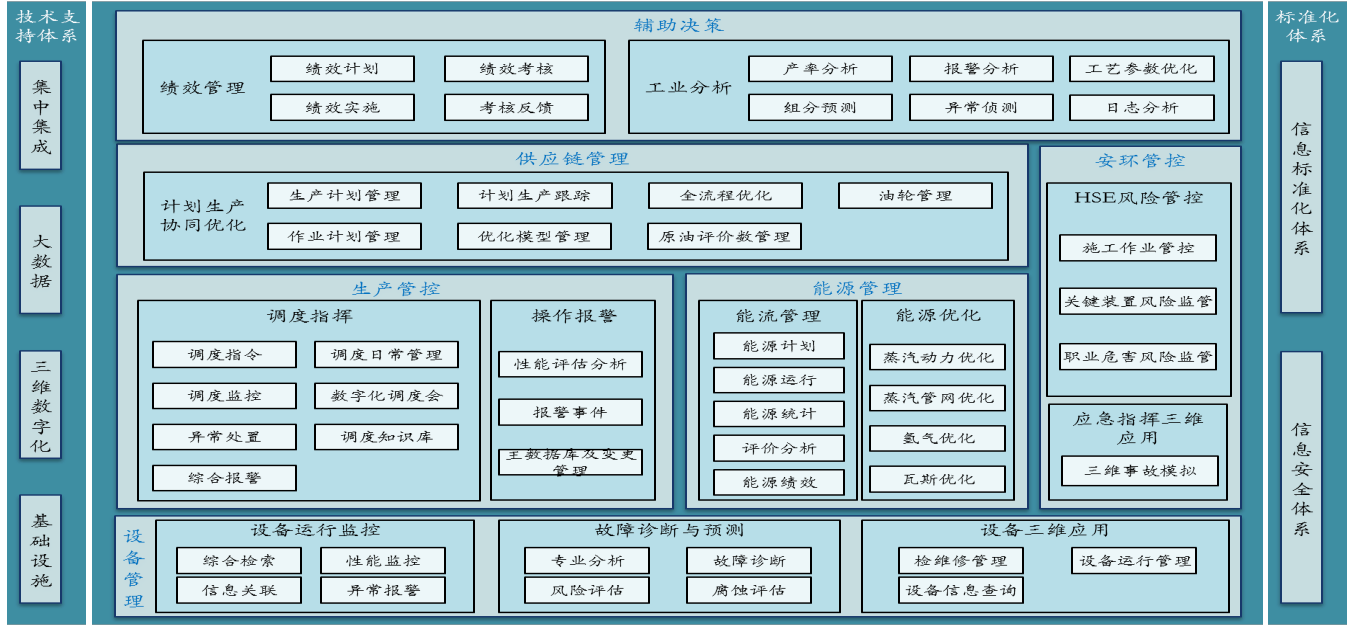 技术支
持体系
集
中
集
成
大
数
据
三
维
数
字
化
基
础
设
施
辅助决策
绩效管理
绩效计划
绩效考核
绩效实施
考核反馈
工业分析
产率分析
报警分析
工艺参数优化
组分预测
异常侦测
日志分析
供应链管理
计划生产
协同优化
生产计划管理
计划生产跟踪
全流程优化
油轮管理
作业计划管理
优化模型管理
原油评价数管理
安环管控
HSE风险管控
施工作业管控
关键装置风险监管
职业危害风险监管
应急指挥三维
应用
三维事故模拟
生产管控
调度指挥
调度指令
调度日常管理
调度监控
数字化调度会
异常处置
调度知识库
综合报警
操作报警
性能评估分析
报警事件
主数据库及变更
管理
能源管理
能流管理
能源计划
能源运行
能源统计
评价分析
能源绩效
能源优化
蒸汽动力优化
蒸汽管网优化
氢气优化
瓦斯优化
设
备
管
理
设备运行监控
综合检索
性能监控
信息关联
异常报警
故障诊断与预测
专业分析
故障诊断
风险评估
腐蚀评估
设备三维应用
检维修管理
设备运行管理
设备信息查询
标准化
体系
信
息
标
准
化
体
系
信
息
安
全
体
系